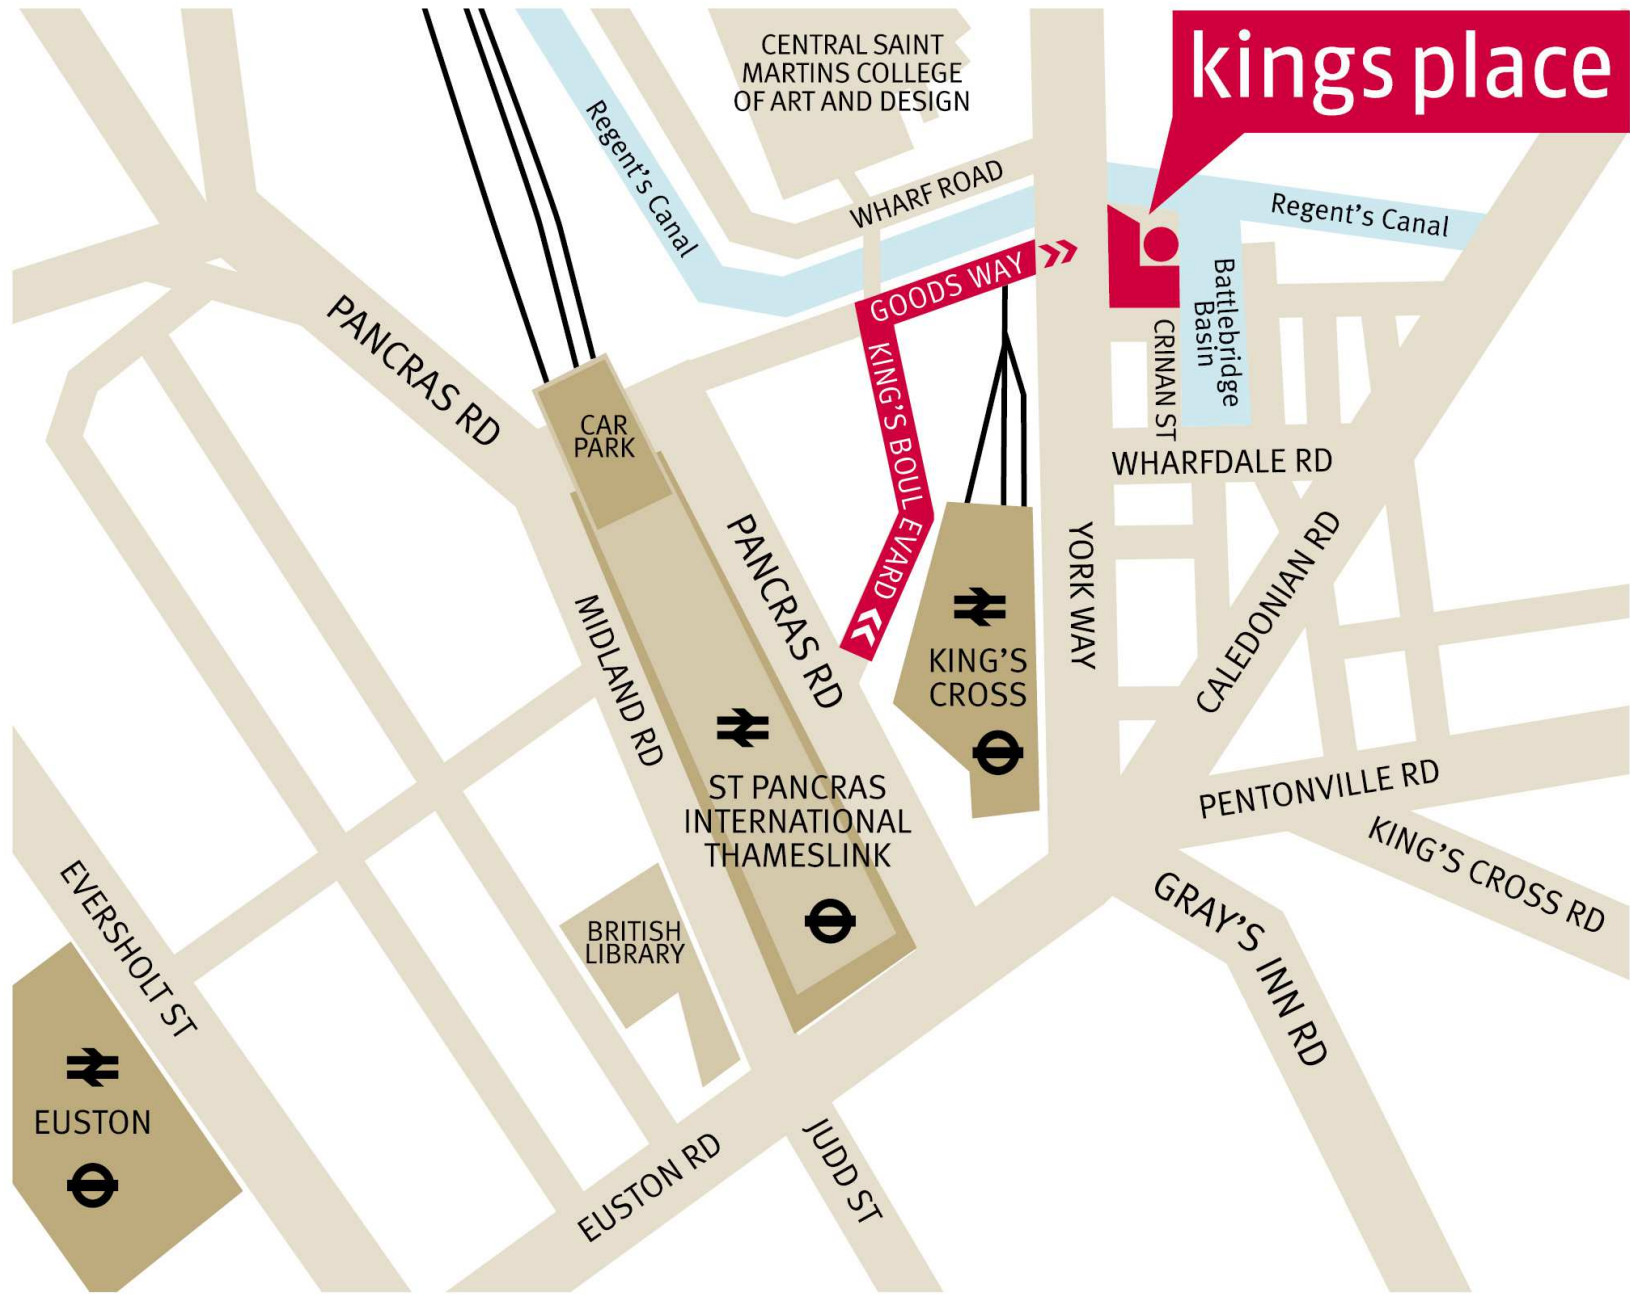 CENTRAL SAINT
MARTINS COLLEGE
OF ART AND DESIGN
kings place
Regent's Canal
WHARF ROAD
Regent's Canal
GOODS WAY
Battlebridge
Basin
PANCRAS RD
CAR
PARK
KING'S BOULEVARD
CRINAN ST
WHARFDALE RD
PANCRAS RD
YORK WAY
CALEDONIAN RD
MIDLAND RD
KING'S
CROSS
ST PANCRAS
INTERNATIONAL
THAMESLINK
PENTONVILLE RD
KING'S CROSS RD
GRAY'S INN RD
EVERSHOLT ST
BRITISH
LIBRARY
EUSTON
EUSTON RD
JUDD ST